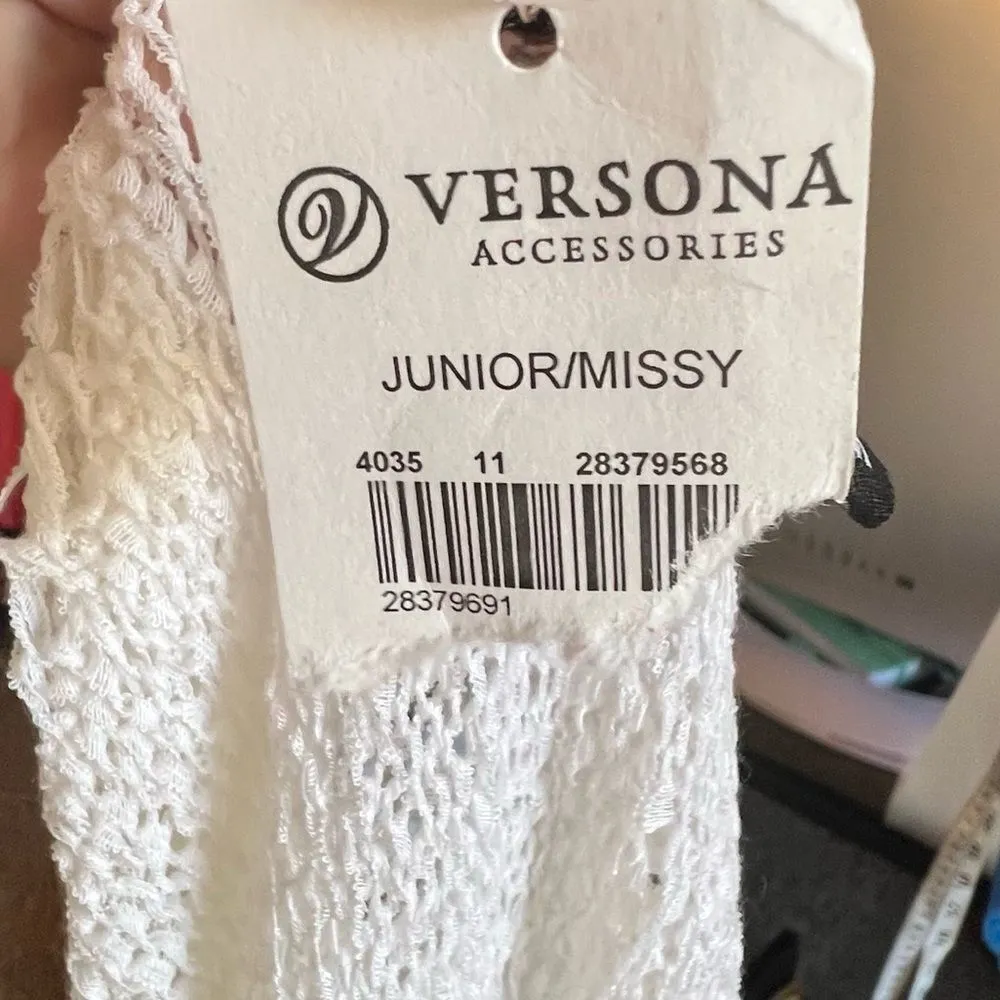 VERSONA
ACCESSORIES
JUNIOR/MISSY
4035 11 28379568
28379691